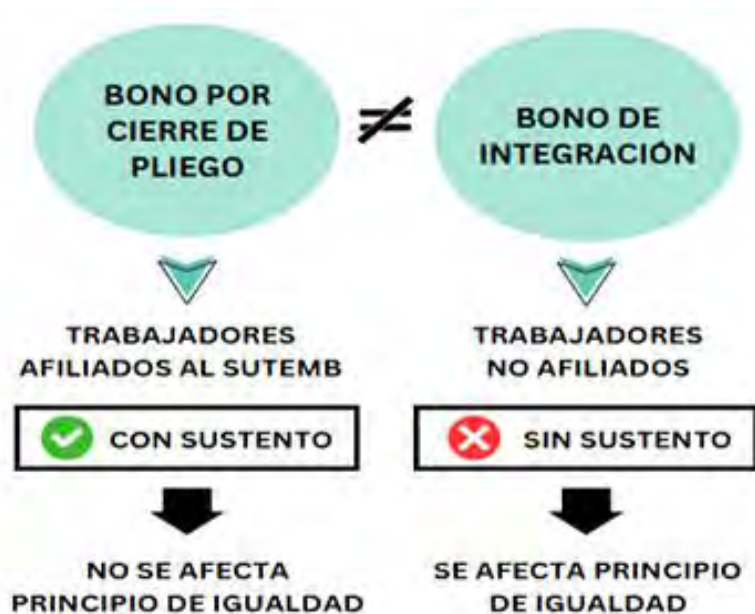 BONO POR
CIERRE DE
PLIEGO
≠
BONO DE
INTEGRACIÓN
TRABAJADORES
AFILIADOS AL SUTEMB
TRABAJADORES
NO AFILIADOS
CON SUSTENTO
SIN SUSTENTO
NO SE AFECTA
PRINCIPIO DE IGUALDAD
SE AFECTA PRINCIPIO
DE IGUALDAD